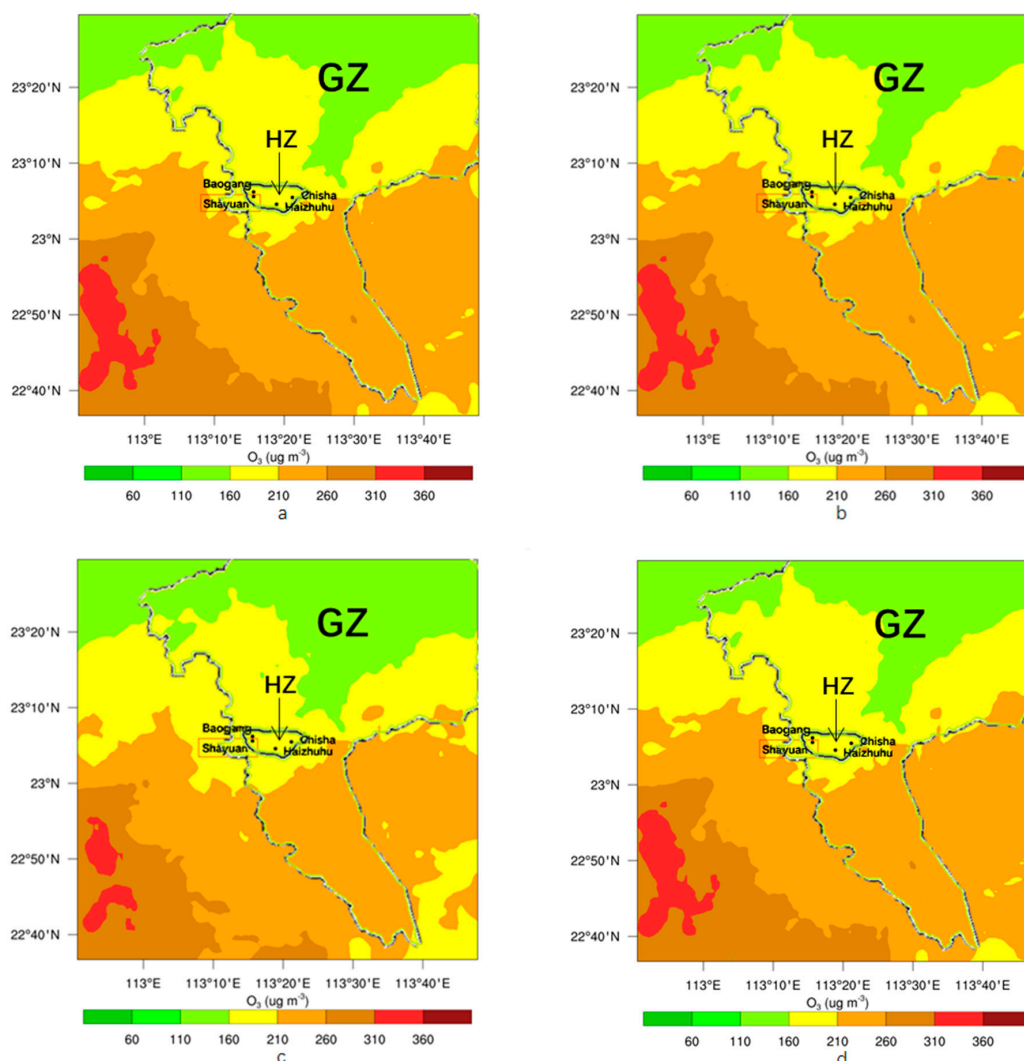 GZ
23°20'N
HZ
23°10'N
Baogang
Chisha
Shayuan
Haizhuhu
23°N
22°50'N
22°40'N
113°E 113°10'E 113°20'E 113°30'E 113°40'E
O₃ (ug m⁻³)
60 110 160 210 260 310 360
a
GZ
23°20'N
HZ
23°10'N
Baogang
Chisha
Shayuan
Haizhuhu
23°N
22°50'N
22°40'N
113°E 113°10'E 113°20'E 113°30'E 113°40'E
O₃ (ug m⁻³)
60 110 160 210 260 310 360
b
GZ
23°20'N
HZ
23°10'N
Baogang
Chisha
Shayuan
Haizhuhu
23°N
22°50'N
22°40'N
113°E 113°10'E 113°20'E 113°30'E 113°40'E
O₃ (ug m⁻³)
60 110 160 210 260 310 360
c
GZ
23°20'N
HZ
23°10'N
Baogang
Chisha
Shayuan
Haizhuhu
23°N
22°50'N
22°40'N
113°E 113°10'E 113°20'E 113°30'E 113°40'E
O₃ (ug m⁻³)
60 110 160 210 260 310 360
d